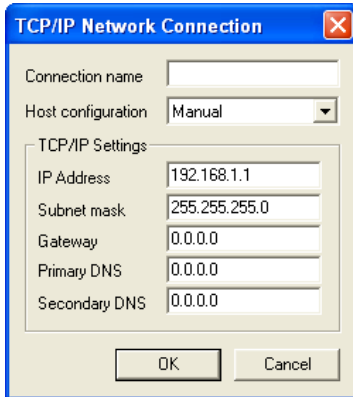 TCP/IP Network Connection
Connection name
Host configuration Manual
TCP/IP Settings
IP Address 192.168.1.1
Subnet mask 255.255.255.0
Gateway 0.0.0.0
Primary DNS 0.0.0.0
Secondary DNS 0.0.0.0
OK Cancel